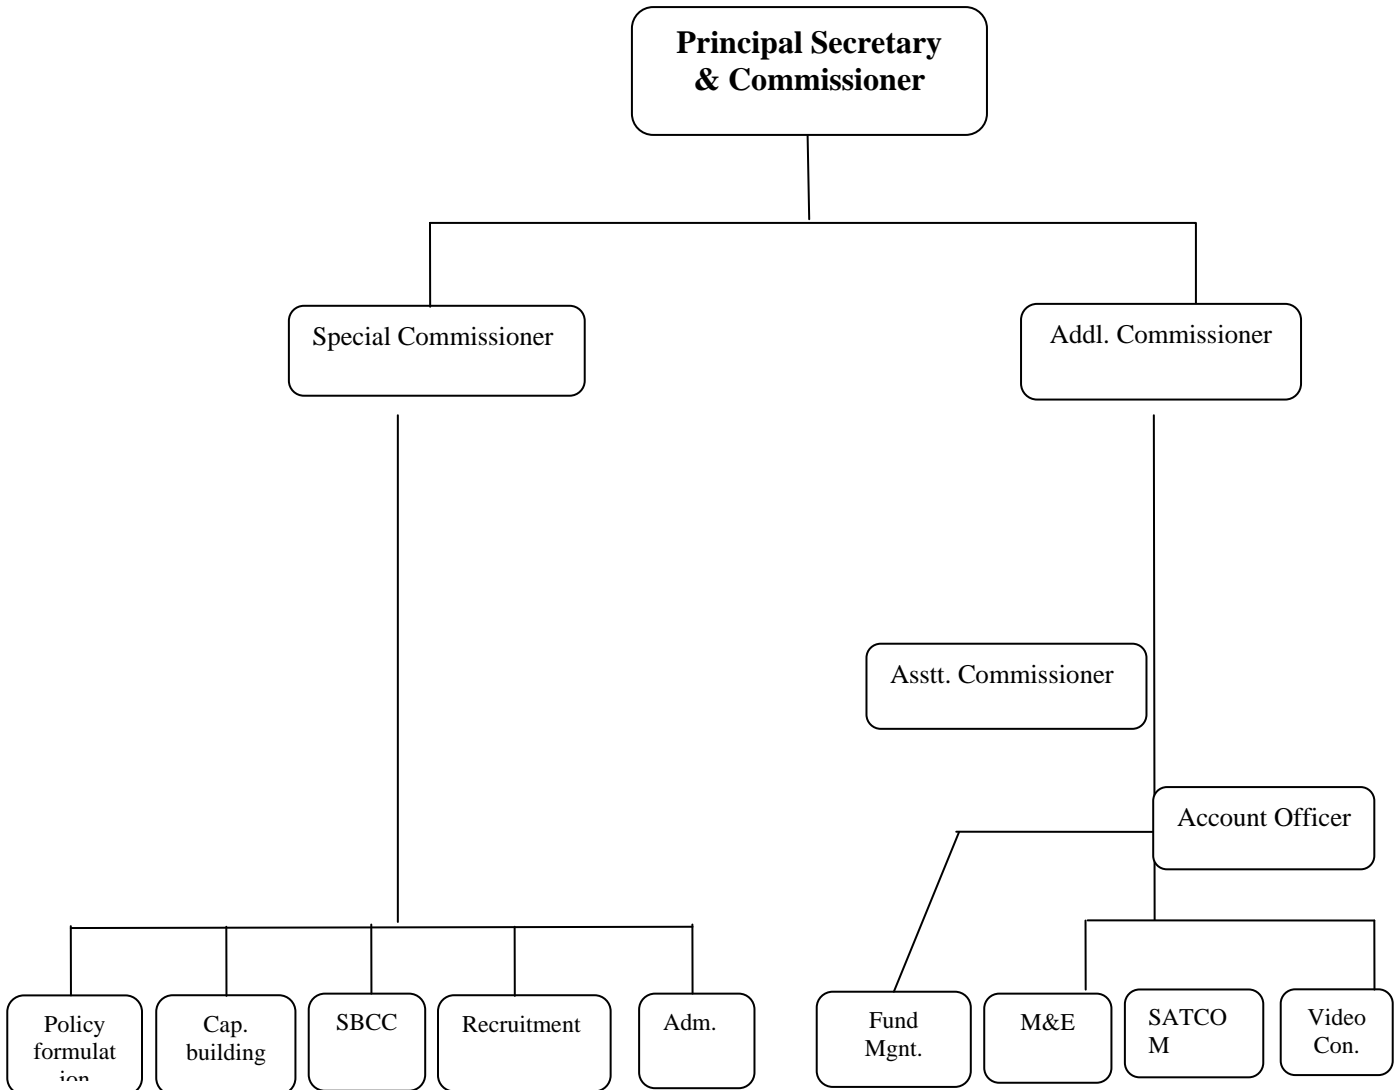 Principal Secretary
& Commissioner
Special Commissioner
Addl. Commissioner
Asstt. Commissioner
Account Officer
Policy
formulat
ion
Cap.
building
SBCC
Recruitment
Adm.
Fund
Mgnt.
M&E
SATCO
M
Video
Con.